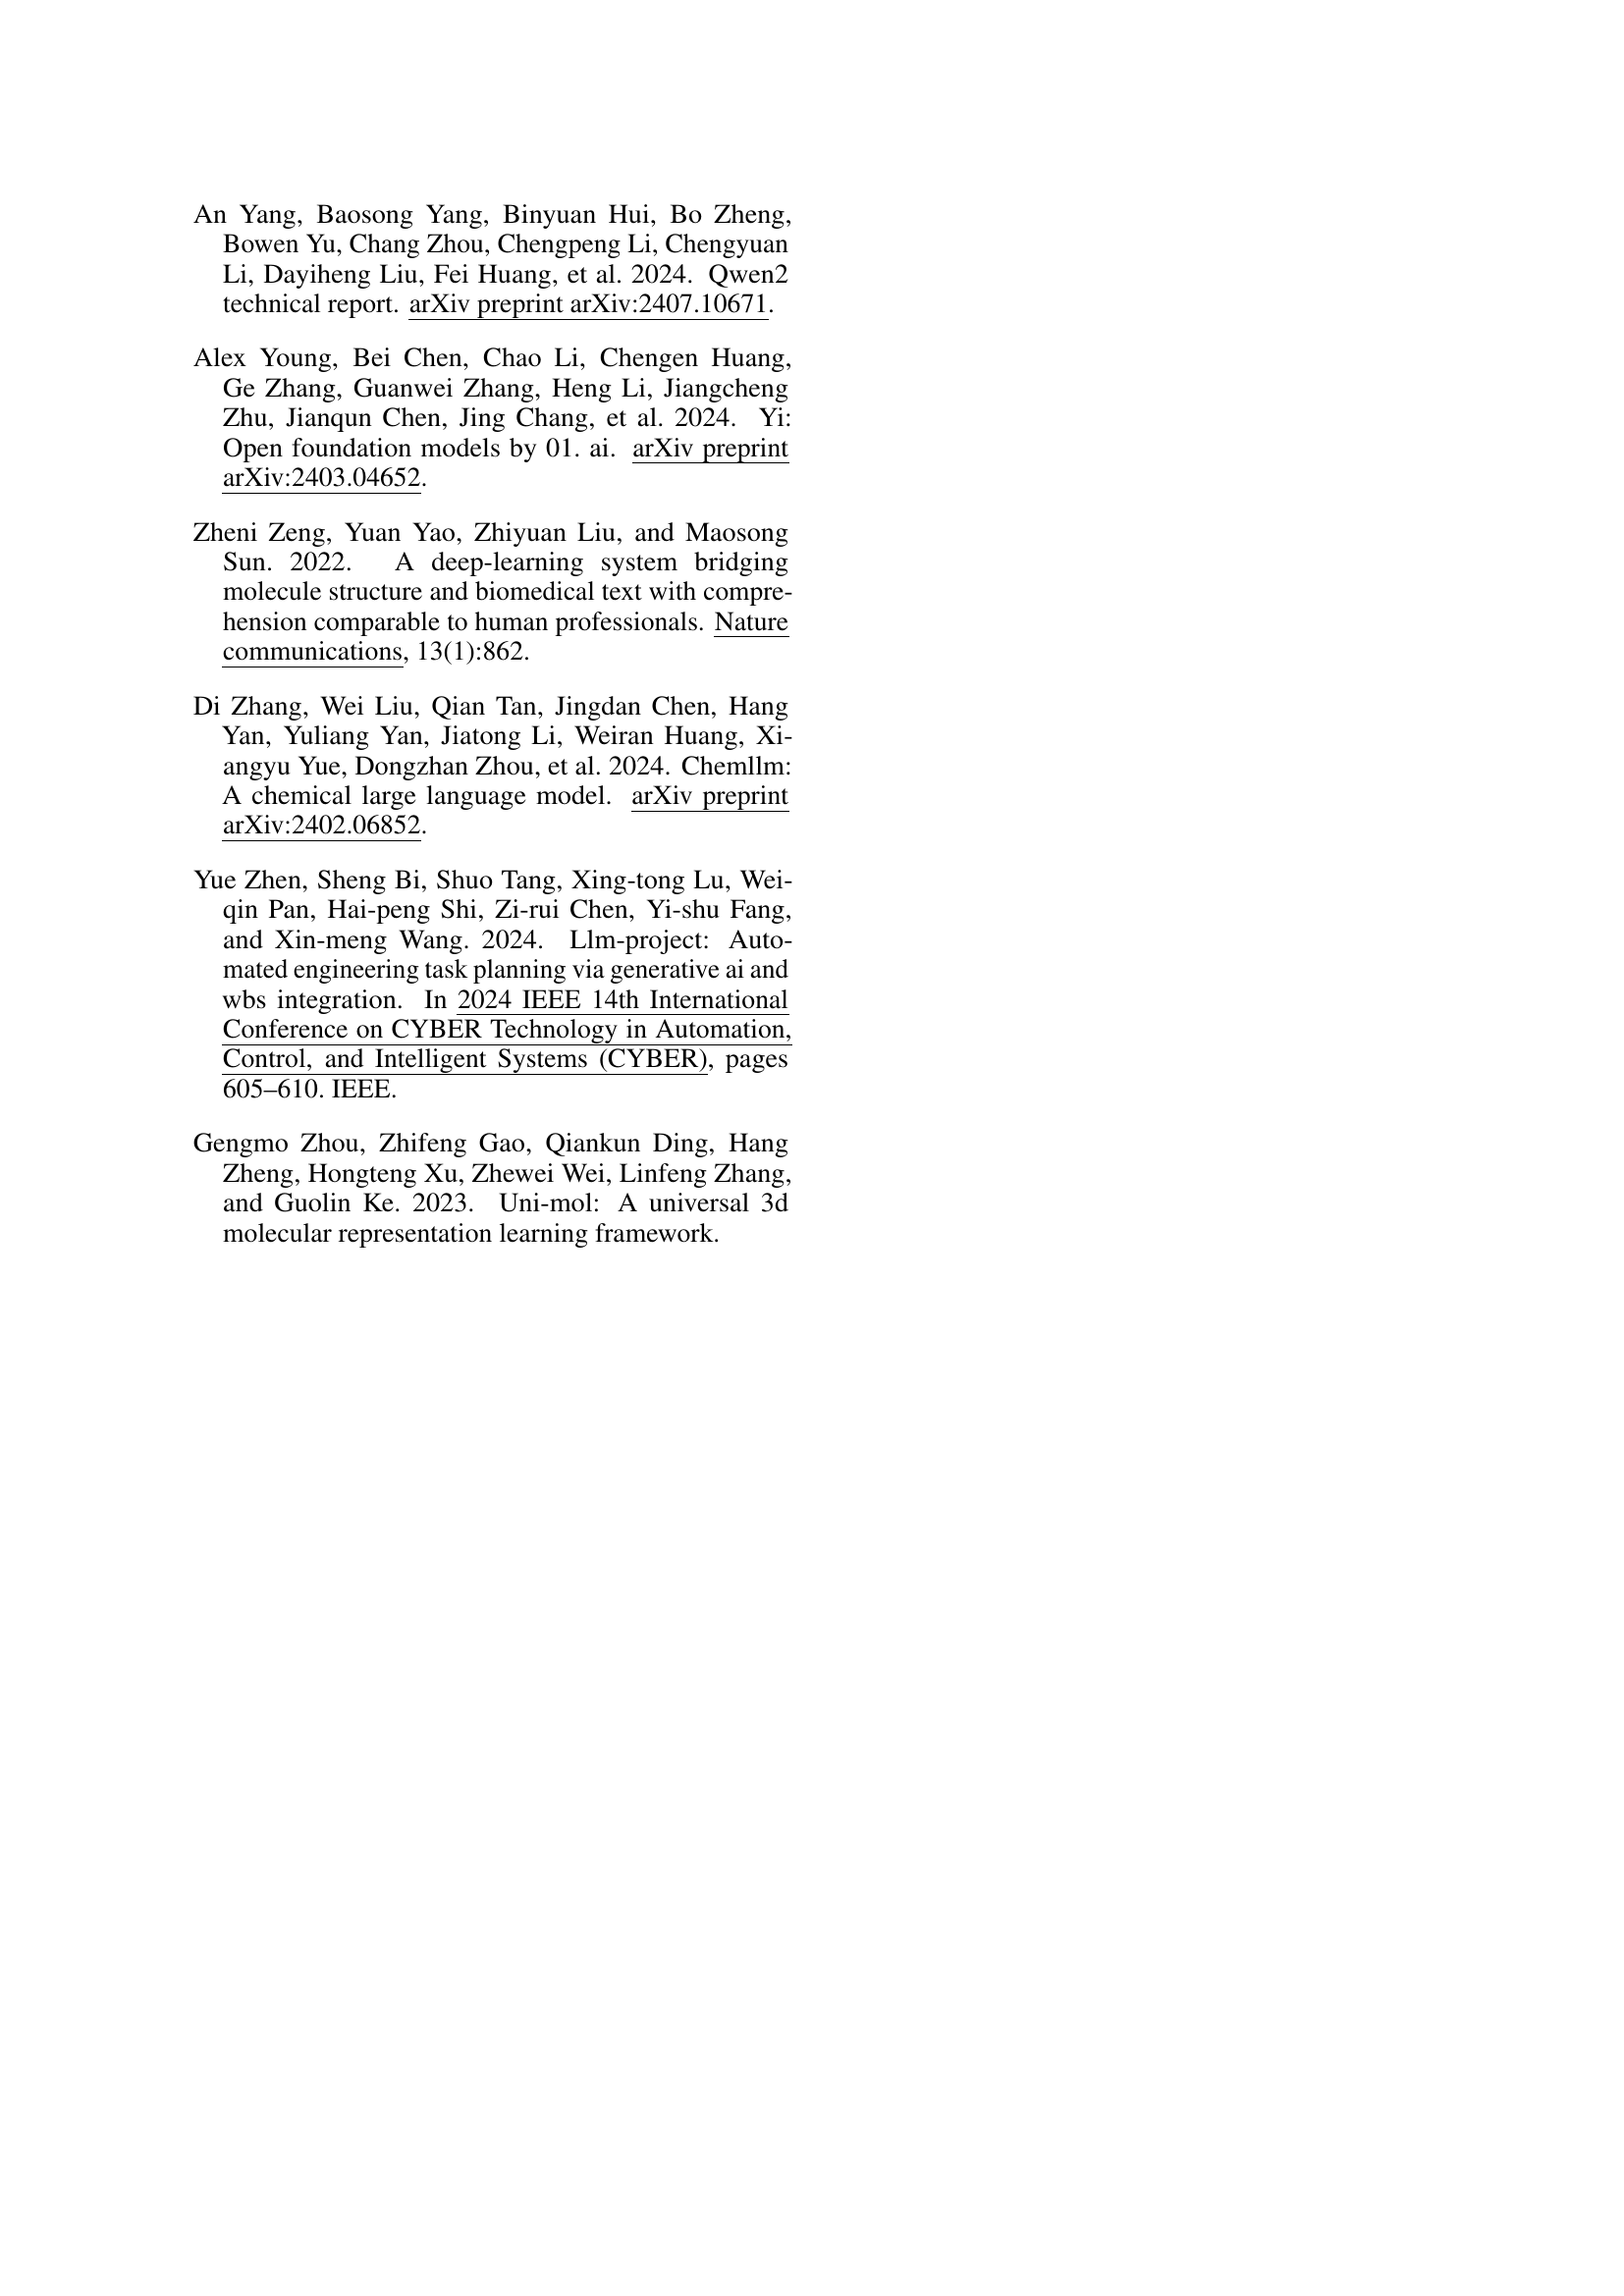 An Yang, Baosong Yang, Binyuan Hui, Bo Zheng,
Bowen Yu, Chang Zhou, Chengpeng Li, Chengyuan
Li, Dayiheng Liu, Fei Huang, et al. 2024. Qwen2
technical report. arXiv preprint arXiv:2407.10671.
Alex Young, Bei Chen, Chao Li, Chengen Huang,
Ge Zhang, Guanwei Zhang, Heng Li, Jiangcheng
Zhu, Jianqun Chen, Jing Chang, et al. 2024. Yi:
Open foundation models by 01. ai. arXiv preprint
arXiv:2403.04652.
Zheni Zeng, Yuan Yao, Zhiyuan Liu, and Maosong
Sun. 2022. A deep-learning system bridging
molecule structure and biomedical text with compre-
hension comparable to human professionals. Nature
communications, 13(1):862.
Di Zhang, Wei Liu, Qian Tan, Jingdan Chen, Hang
Yan, Yuliang Yan, Jiatong Li, Weiran Huang, Xi-
angyu Yue, Dongzhan Zhou, et al. 2024. Chemllm:
A chemical large language model. arXiv preprint
arXiv:2402.06852.
Yue Zhen, Sheng Bi, Shuo Tang, Xing-tong Lu, Wei-
qin Pan, Hai-peng Shi, Zi-rui Chen, Yi-shu Fang,
and Xin-meng Wang. 2024. Llm-project: Auto-
mated engineering task planning via generative ai and
wbs integration. In 2024 IEEE 14th International
Conference on CYBER Technology in Automation,
Control, and Intelligent Systems (CYBER), pages
605–610. IEEE.
Gengmo Zhou, Zhifeng Gao, Qiankun Ding, Hang
Zheng, Hongteng Xu, Zhewei Wei, Linfeng Zhang,
and Guolin Ke. 2023. Uni-mol: A universal 3d
molecular representation learning framework.